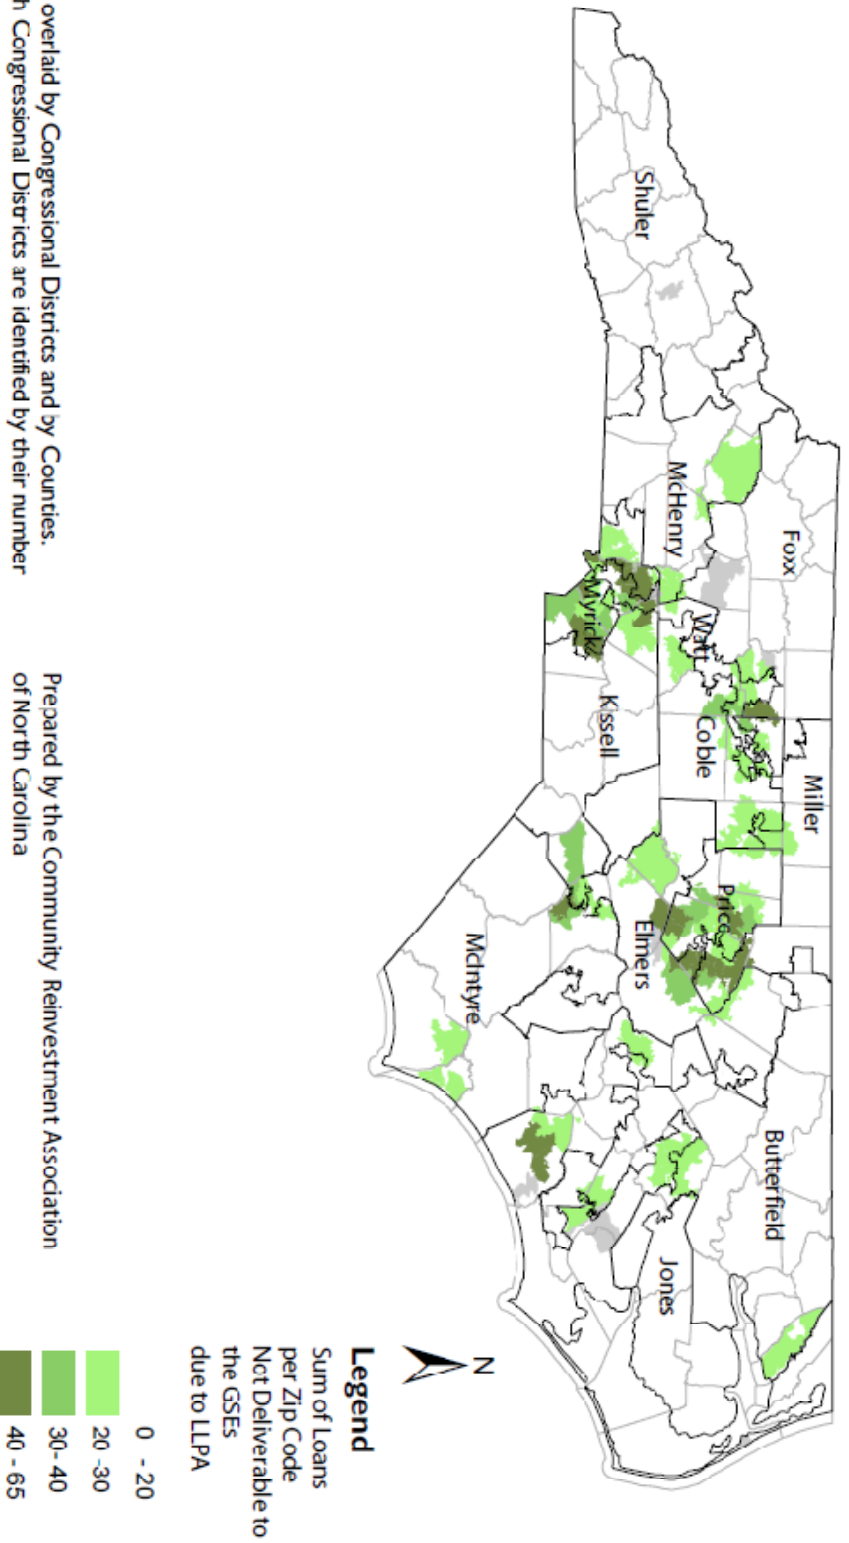 Shuler
McHenry
Foxx
Myrick
Watt
Kissell
Coble
Miller
Price
Elmers
McIntyre
Butterfield
Jones
N
Legend
Sum of Loans
per Zip Code
Not Deliverable to
the GSEs
due to LLPA
0 - 20
20 -30
30- 40
40 - 65
overlaid by Congressional Districts and by Counties.
Congressional Districts are identified by their number
Prepared by the Community Reinvestment Association
of North Carolina